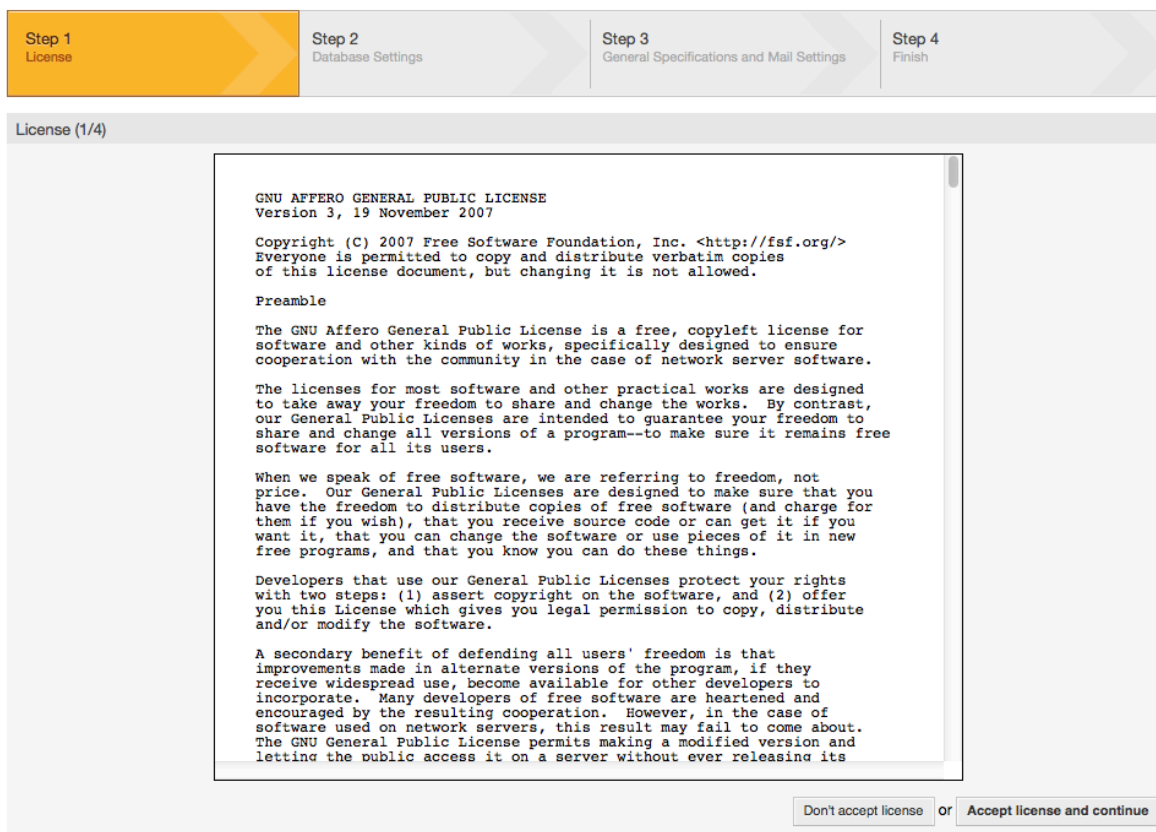 Step 1
License
Step 2
Database Settings
Step 3
General Specifications and Mail Settings
Step 4
Finish
License (1/4)
GNU AFFERO GENERAL PUBLIC LICENSE
Version 3, 19 November 2007
Copyright (C) 2007 Free Software Foundation, Inc. <http://fsf.org/>
Everyone is permitted to copy and distribute verbatim copies
of this license document, but changing it is not allowed.
Preamble
The GNU Affero General Public License is a free, copyleft license for
software and other kinds of works, specifically designed to ensure
cooperation with the community in the case of network server software.
The licenses for most software and other practical works are designed
to take away your freedom to share and change the works.  By contrast,
our General Public Licenses are intended to guarantee your freedom to
share and change all versions of a program--to make sure it remains free
software for all its users.
When we speak of free software, we are referring to freedom, not
price.  Our General Public Licenses are designed to make sure that you
have the freedom to distribute copies of free software (and charge for
them if you wish), that you receive source code or can get it if you
want it, that you can change the software or use pieces of it in new
free programs, and that you know you can do these things.
Developers that use our General Public Licenses protect your rights
with two steps: (1) assert copyright on the software, and (2) offer
you this License which gives you legal permission to copy, distribute
and/or modify the software.
A secondary benefit of defending all users' freedom is that
improvements made in alternate versions of the program, if they
receive widespread use, become available for other developers to
incorporate.  Many developers of free software are heartened and
encouraged by the resulting cooperation.  However, in the case of
software used on network servers, this result may fail to come about.
The GNU General Public License permits making a modified version and
letting the public access it on a server without ever releasing its
Don't accept license or Accept license and continue